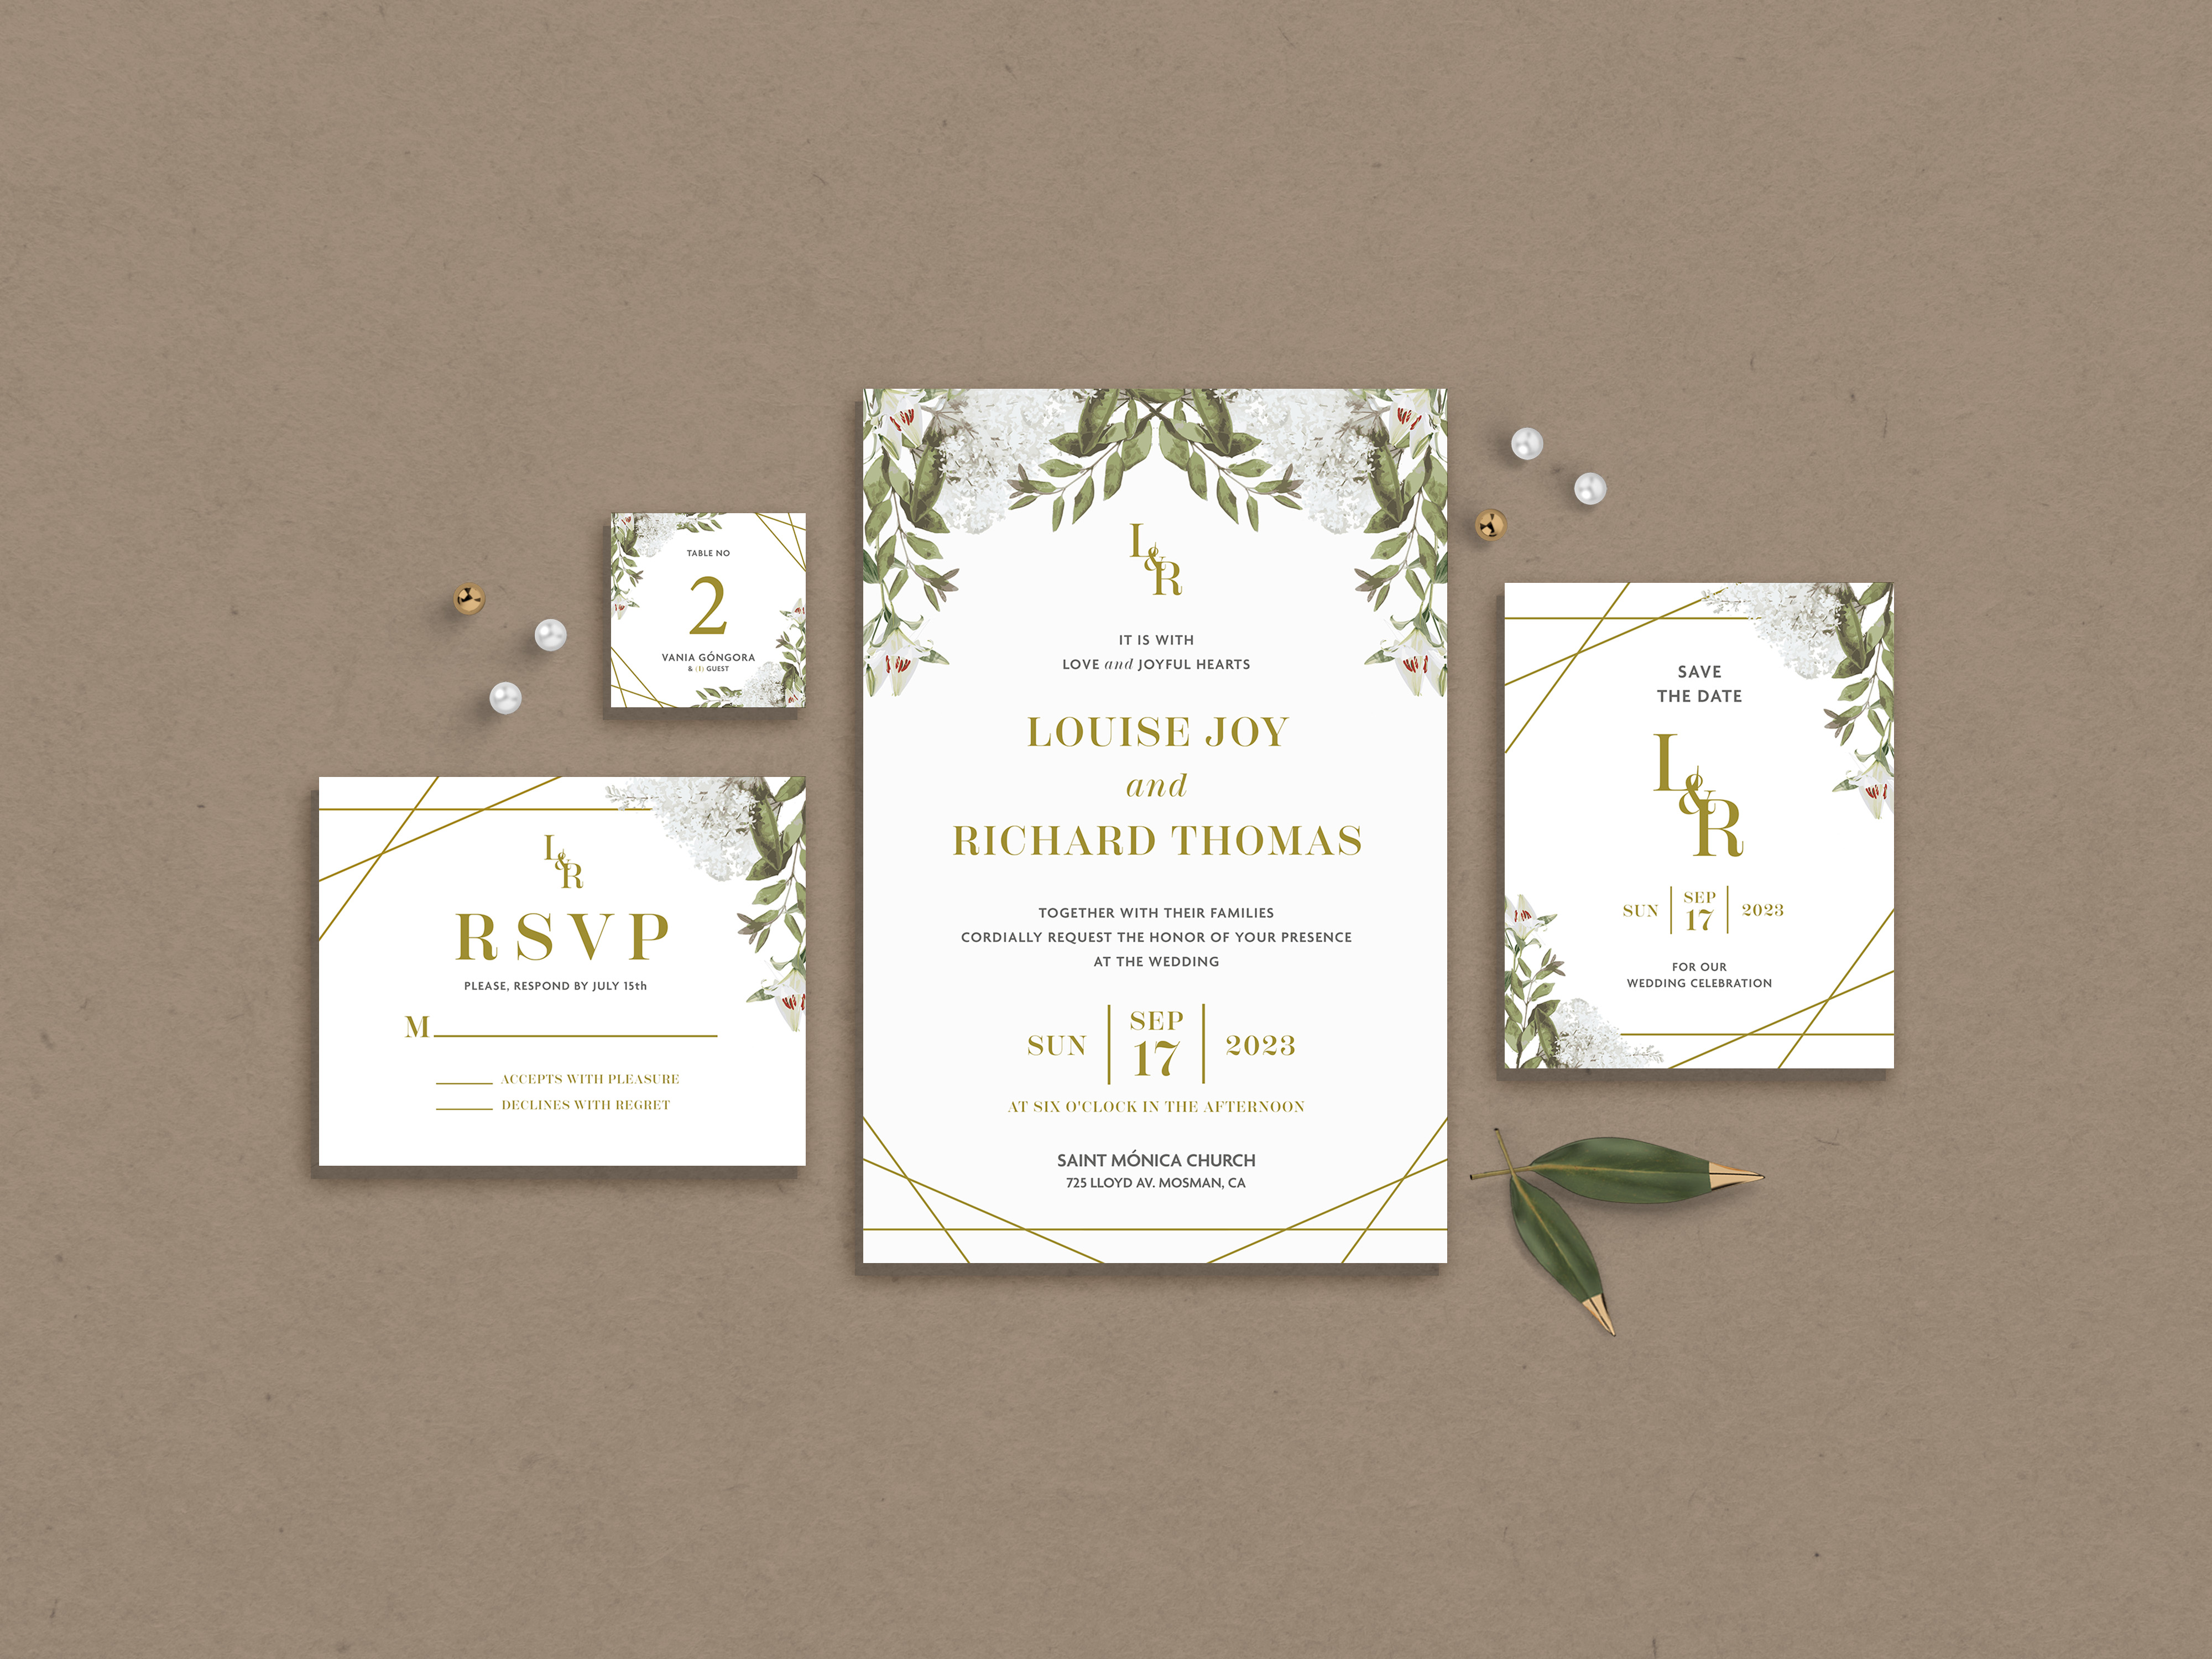 TABLE NO
2
VANIA GÓNGORA
& (1) GUEST
L&R
RSVP
PLEASE, RESPOND BY JULY 15th
M
ACCEPTS WITH PLEASURE
DECLINES WITH REGRET
L&R
IT IS WITH
LOVE and JOYFUL HEARTS
LOUISE JOY
and
RICHARD THOMAS
TOGETHER WITH THEIR FAMILIES
CORDIALLY REQUEST THE HONOR OF YOUR PRESENCE
AT THE WEDDING
SUN SEP 17 2023
AT SIX O'CLOCK IN THE AFTERNOON
SAINT MÓNICA CHURCH
725 LLOYD AV. MOSMAN, CA
SAVE
THE DATE
L&R
SUN SEP 17 2023
FOR OUR
WEDDING CELEBRATION